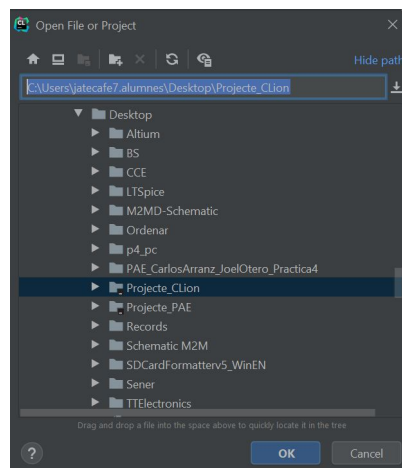 CL Open File or Project
Hide path
C:\Users\jatecafe7.alumnes\Desktop\Projecte_CLion
Desktop
Altium
BS
CCE
LTSpice
M2MD-Schematic
Ordenar
p4_pc
PAE_CarlosArranz_JoelOtero_Practica4
Projecte_CLion
Projecte_PAE
Records
Schematic M2M
SDCardFormatterv5_WinEN
Sener
TTElectronics
Drag and drop a file into the space above to quickly locate it in the tree
? OK Cancel